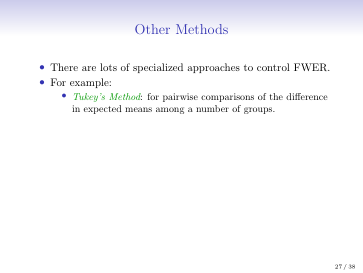 Other Methods
• There are lots of specialized approaches to control FWER.
• For example:
• Tukey's Method: for pairwise comparisons of the difference
in expected means among a number of groups.
27 / 38